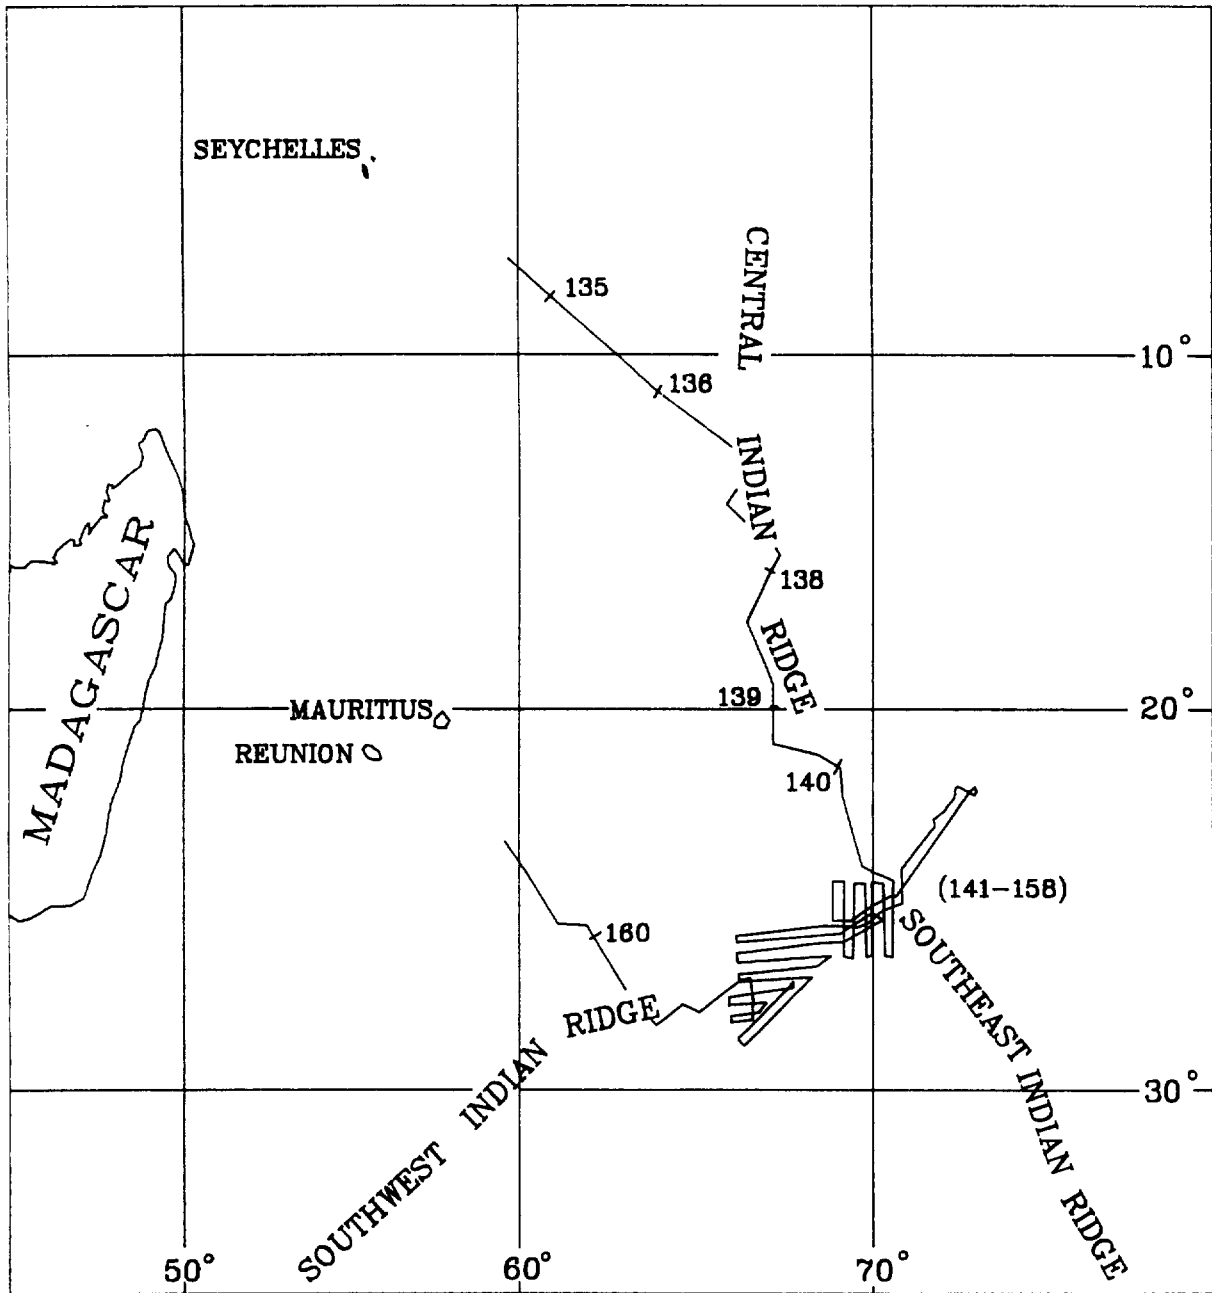 SEYCHELLES
CENTRAL INDIAN RIDGE
135
10°
136
138
MADAGASCAR
139
20°
MAURITIUS
REUNION
140
(141-158)
160
SOUTHWEST INDIAN RIDGE
SOUTHEAST INDIAN RIDGE
30°
50°
60°
70°